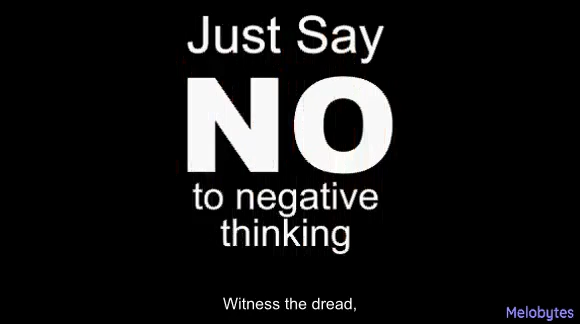 Just Say
NO
to negative
thinking
Witness the dread,
Melobytes